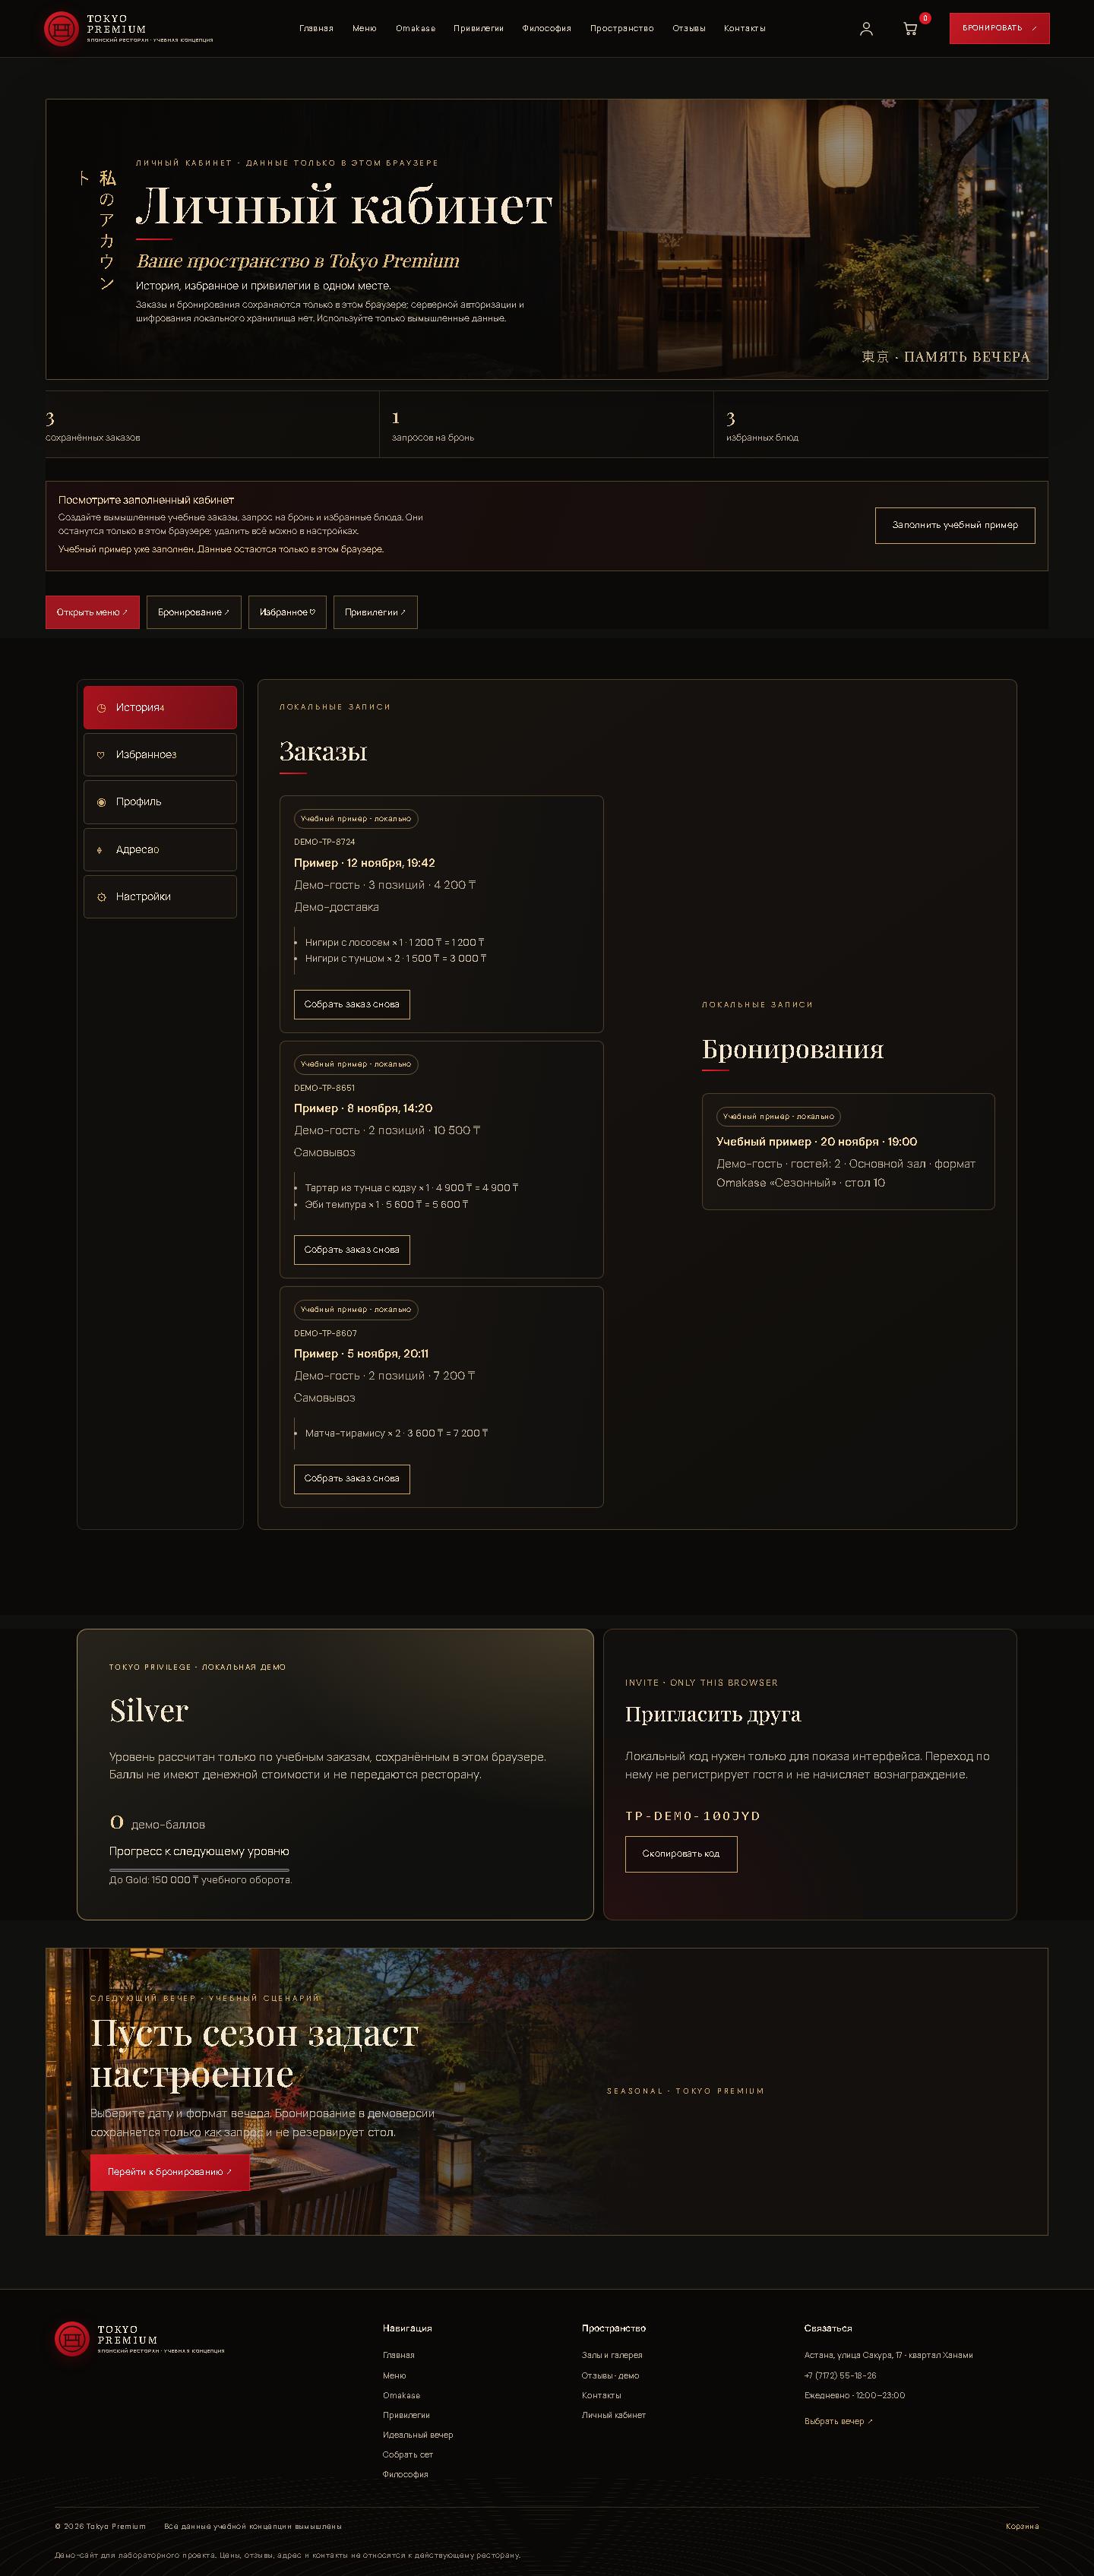 TOKYO
PREMIUM
ЯПОНСКИЙ РЕСТОРАН · УЧЕБНАЯ КОНЦЕПЦИЯ
Главная
Меню
Omakase
Привилегии
Философия
Пространство
Отзывы
Контакты
0
БРОНИРОВАТЬ ↗
私のアカウント
ЛИЧНЫЙ КАБИНЕТ · ДАННЫЕ ТОЛЬКО В ЭТОМ БРАУЗЕРЕ
Личный кабинет
Ваше пространство в Tokyo Premium
История, избранное и привилегии в одном месте.
Заказы и бронирования сохраняются только в этом браузере; серверной авторизации и
шифрования локального хранилища нет. Используйте только вымышленные данные.
東京 · ПАМЯТЬ ВЕЧЕРА
3
сохранённых заказов
1
запросов на бронь
3
избранных блюд
Посмотрите заполненный кабинет
Создайте вымышленные учебные заказы, запрос на бронь и избранные блюда. Они
останутся только в этом браузере; удалить всё можно в настройках.
Учебный пример уже заполнен. Данные остаются только в этом браузере.
Заполнить учебный пример
Открыть меню ↗
Бронирование ↗
Избранное ♡
Привилегии ↗
◷ История4
♡ Избранное3
◉ Профиль
⌖ Адреса0
⚙ Настройки
ЛОКАЛЬНЫЕ ЗАПИСИ
Заказы
Учебный пример · локально
DEMO-TP-8724
Пример · 12 ноября, 19:42
Демо-гость · 3 позиций · 4 200 ₸
Демо-доставка
• Нигири с лососем × 1 · 1 200 ₸ = 1 200 ₸
• Нигири с тунцом × 2 · 1 500 ₸ = 3 000 ₸
Собрать заказ снова
Учебный пример · локально
DEMO-TP-8651
Пример · 8 ноября, 14:20
Демо-гость · 2 позиций · 10 500 ₸
Самовывоз
• Тартар из тунца с юдзу × 1 · 4 900 ₸ = 4 900 ₸
• Эби темпура × 1 · 5 600 ₸ = 5 600 ₸
Собрать заказ снова
Учебный пример · локально
DEMO-TP-8607
Пример · 5 ноября, 20:11
Демо-гость · 2 позиций · 7 200 ₸
Самовывоз
• Матча-тирамису × 2 · 3 600 ₸ = 7 200 ₸
Собрать заказ снова
ЛОКАЛЬНЫЕ ЗАПИСИ
Бронирования
Учебный пример · локально
Учебный пример · 20 ноября · 19:00
Демо-гость · гостей: 2 · Основной зал · формат
Omakase «Сезонный» · стол 10
TOKYO PRIVILEGE · ЛОКАЛЬНАЯ ДЕМО
Silver
Уровень рассчитан только по учебным заказам, сохранённым в этом браузере.
Баллы не имеют денежной стоимости и не передаются ресторану.
0 демо-баллов
Прогресс к следующему уровню
До Gold: 150 000 ₸ учебного оборота.
INVITE · ONLY THIS BROWSER
Пригласить друга
Локальный код нужен только для показа интерфейса. Переход по
нему не регистрирует гостя и не начисляет вознаграждение.
TP-DEMO-100JYD
Скопировать код
СЛЕДУЮЩИЙ ВЕЧЕР · УЧЕБНЫЙ СЦЕНАРИЙ
Пусть сезон задаст
настроение
Выберите дату и формат вечера. Бронирование в демоверсии
сохраняется только как запрос и не резервирует стол.
Перейти к бронированию ↗
SEASONAL · TOKYO PREMIUM
TOKYO
PREMIUM
ЯПОНСКИЙ РЕСТОРАН · УЧЕБНАЯ КОНЦЕПЦИЯ
Навигация
Главная
Меню
Omakase
Привилегии
Идеальный вечер
Собрать сет
Философия
Пространство
Залы и галерея
Отзывы · демо
Контакты
Личный кабинет
Связаться
Астана, улица Сакура, 17 · квартал Ханами
+7 (7172) 55-18-26
Ежедневно · 12:00–23:00
Выбрать вечер ↗
© 2026 Tokyo Premium
Все данные учебной концепции вымышлены
Корзина
Демо-сайт для лабораторного проекта. Цены, отзывы, адрес и контакты не относятся к действующему ресторану.